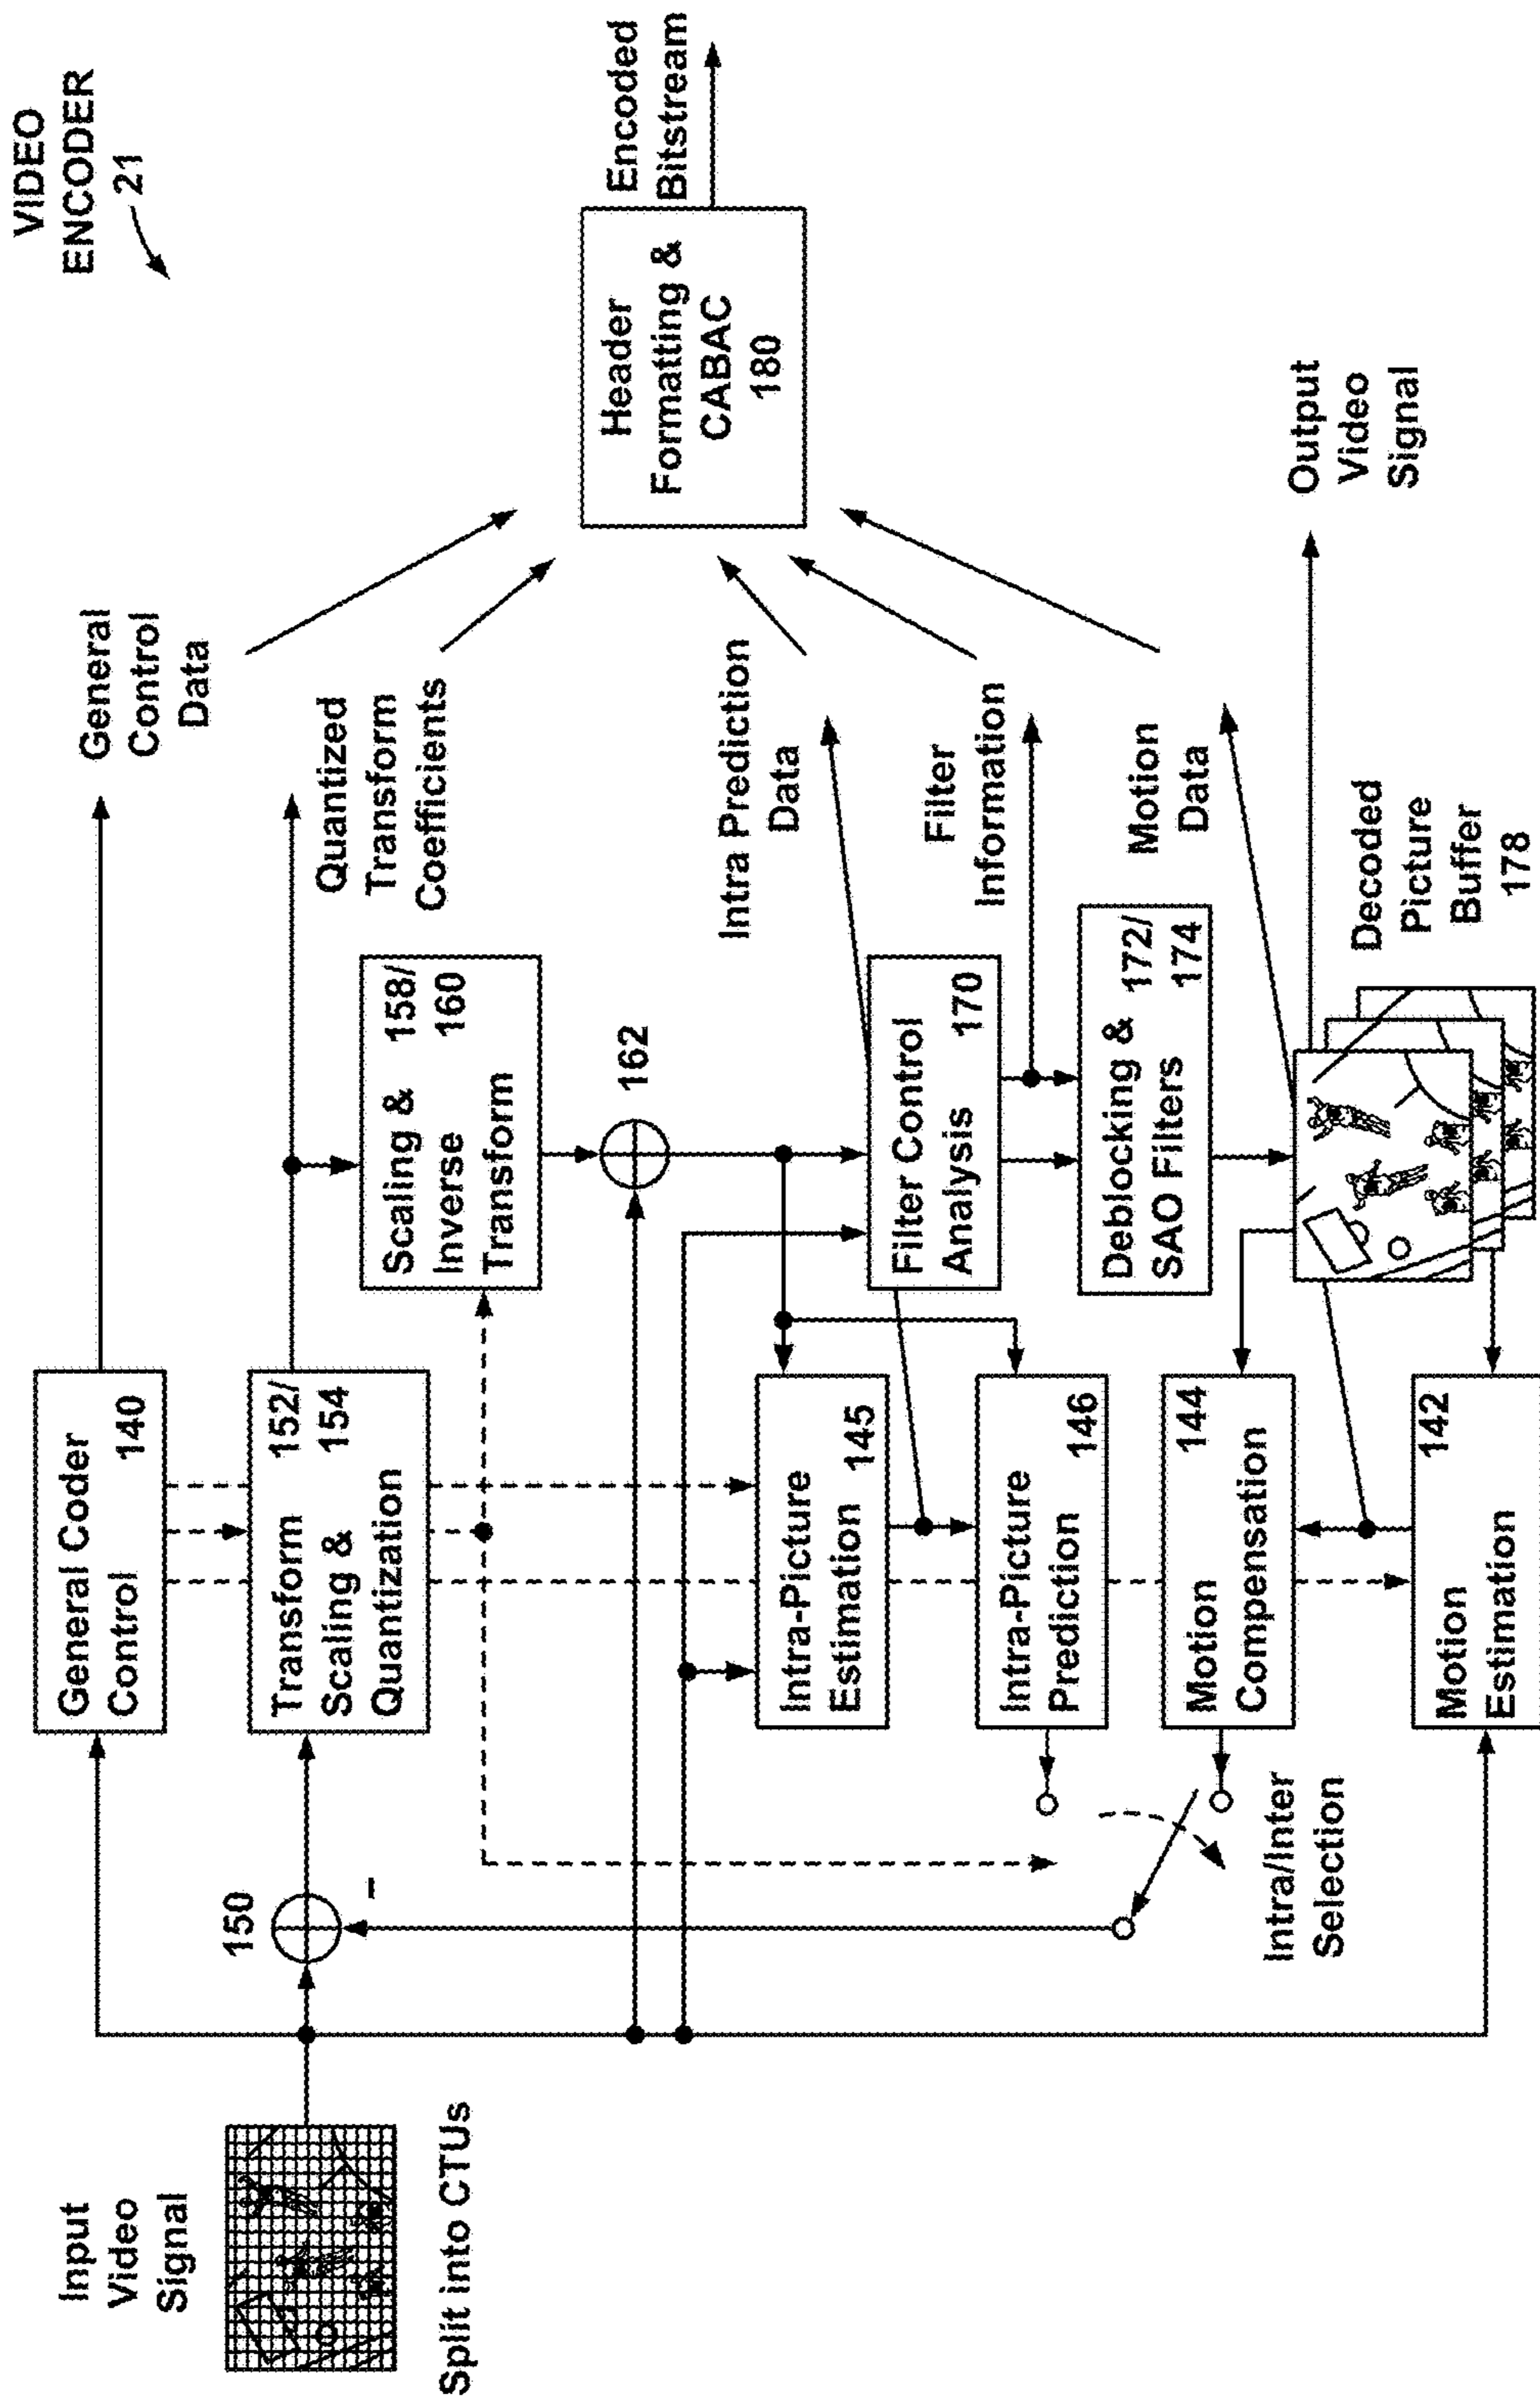 VIDEO
ENCODER
21
Input
Video
Signal
Split into CTUs
General Coder
Control 140
General
Control
Data
150
−
Transform 152/
Scaling & 154
Quantization
Quantized
Transform
Coefficients
Scaling & 158/
Inverse 160
Transform
162
Header
Formatting &
CABAC
180
Encoded
Bitstream
Intra-Picture
Estimation 145
Intra-Picture
Prediction 146
Filter Control
Analysis 170
Intra Prediction
Data
Filter
Information
Deblocking & 172/
SAO Filters 174
Motion 144
Compensation
Motion
Data
Intra/Inter
Selection
Motion 142
Estimation
Decoded
Picture
Buffer
178
Output
Video
Signal